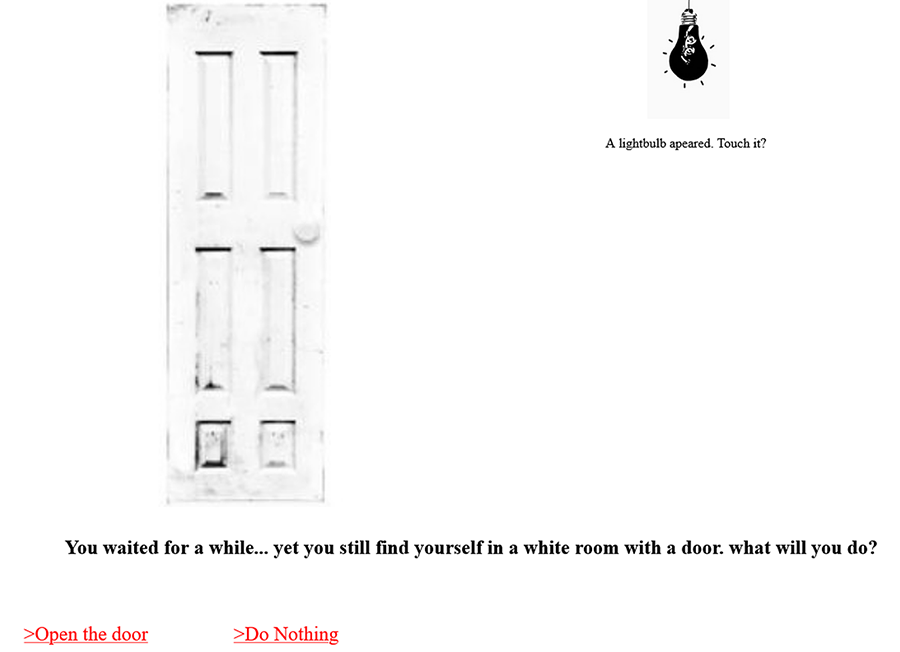 A lightbulb apeared. Touch it?
You waited for a while... yet you still find yourself in a white room with a door. what will you do?
>Open the door >Do Nothing